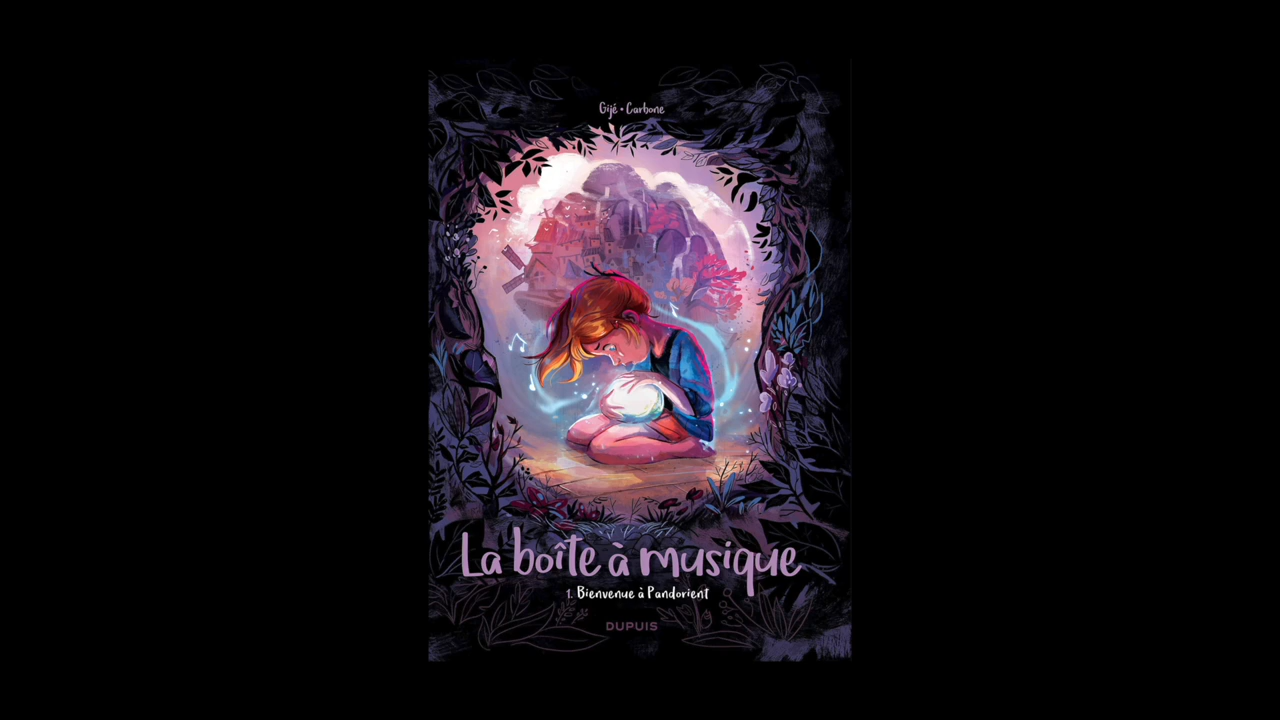 Gijé • Carbone
La boîte à musique
1. Bienvenue à Pandorient
DUPUIS